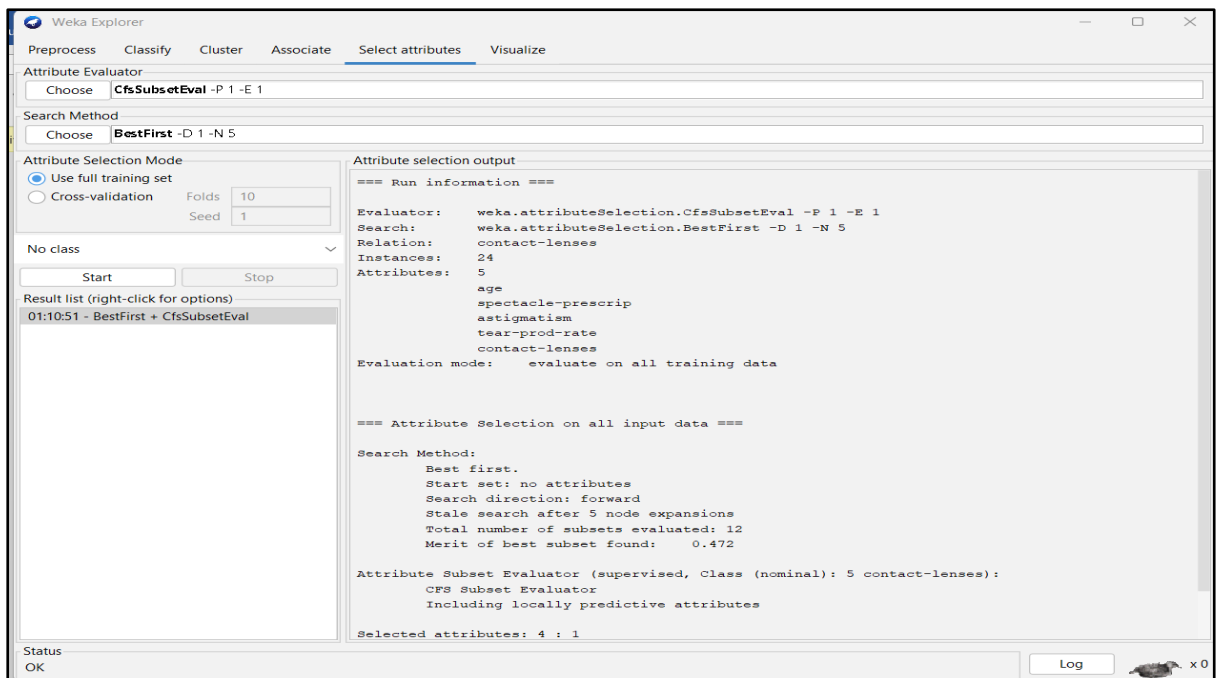 Weka Explorer
Preprocess Classify Cluster Associate Select attributes Visualize
Attribute Evaluator
Choose CfsSubsetEval -P 1 -E 1
Search Method
Choose BestFirst -D 1 -N 5
Attribute Selection Mode
Use full training set
Cross-validation Folds 10
Seed 1
No class
Start Stop
Result list (right-click for options)
01:10:51 - BestFirst + CfsSubsetEval
Attribute selection output
=== Run information ===
Evaluator: weka.attributeSelection.CfsSubsetEval -P 1 -E 1
Search: weka.attributeSelection.BestFirst -D 1 -N 5
Relation: contact-lenses
Instances: 24
Attributes: 5
age
spectacle-prescrip
astigmatism
tear-prod-rate
contact-lenses
Evaluation mode: evaluate on all training data
=== Attribute Selection on all input data ===
Search Method:
Best first.
Start set: no attributes
Search direction: forward
Stale search after 5 node expansions
Total number of subsets evaluated: 12
Merit of best subset found: 0.472
Attribute Subset Evaluator (supervised, Class (nominal): 5 contact-lenses):
CFS Subset Evaluator
Including locally predictive attributes
Selected attributes: 4 : 1
Status
OK
Log x 0